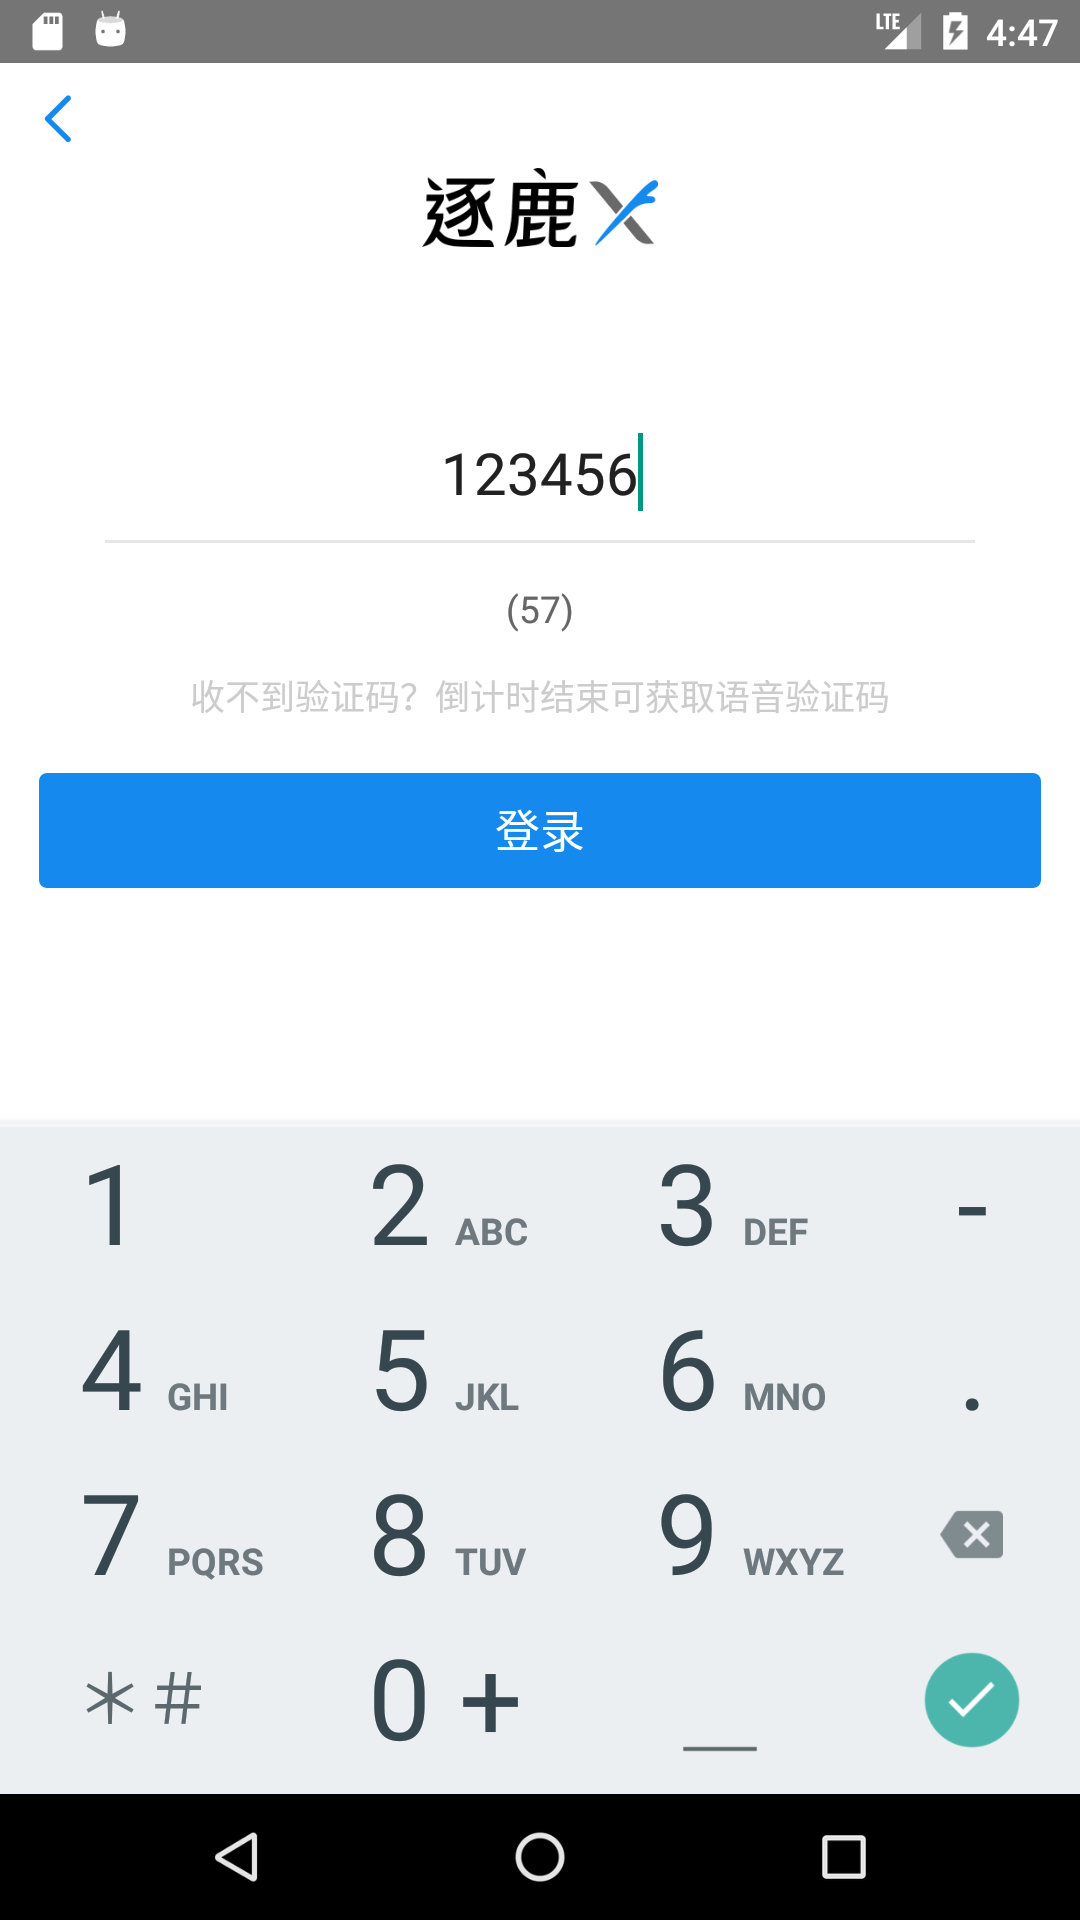 LTE 4:47
逐鹿X
123456
(57)
收不到验证码？倒计时结束可获取语音验证码
登录
1 2 ABC 3 DEF -
4 GHI 5 JKL 6 MNO .
7 PQRS 8 TUV 9 WXYZ
*# 0 + _